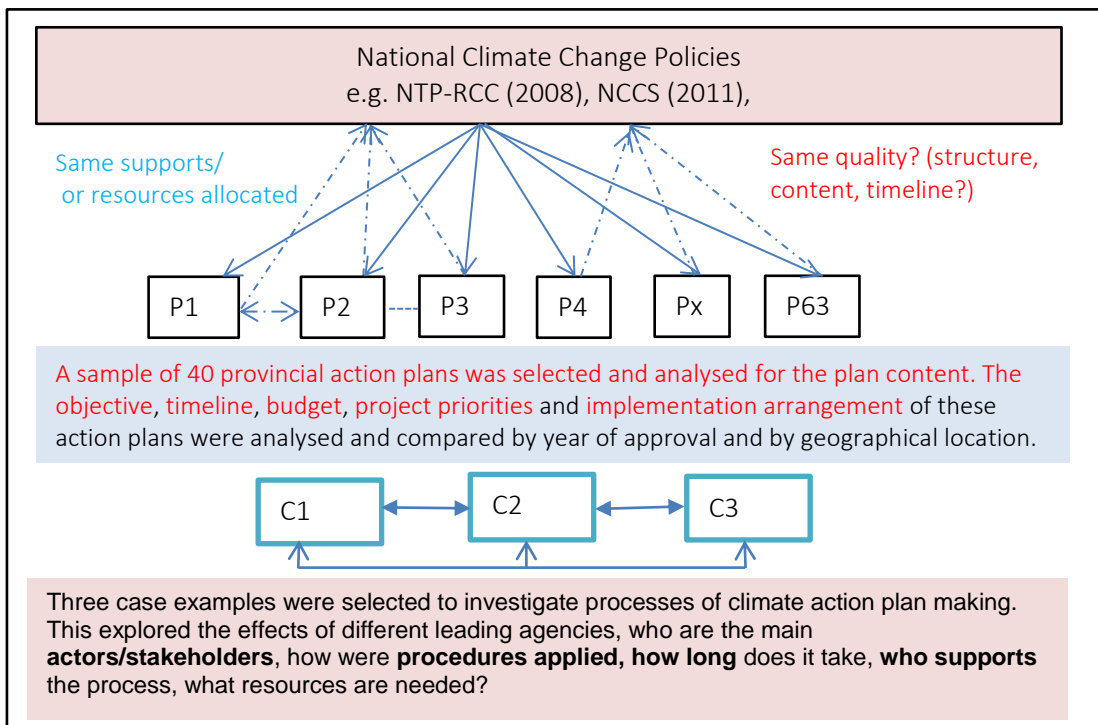 National Climate Change Policies
e.g. NTP-RCC (2008), NCCS (2011),
Same supports/
or resources allocated
Same quality? (structure,
content, timeline?)
P1
P2
P3
P4
Px
P63
A sample of 40 provincial action plans was selected and analysed for the plan content. The
objective, timeline, budget, project priorities and implementation arrangement of these
action plans were analysed and compared by year of approval and by geographical location.
C1
C2
C3
Three case examples were selected to investigate processes of climate action plan making.
This explored the effects of different leading agencies, who are the main
actors/stakeholders, how were procedures applied, how long does it take, who supports
the process, what resources are needed?